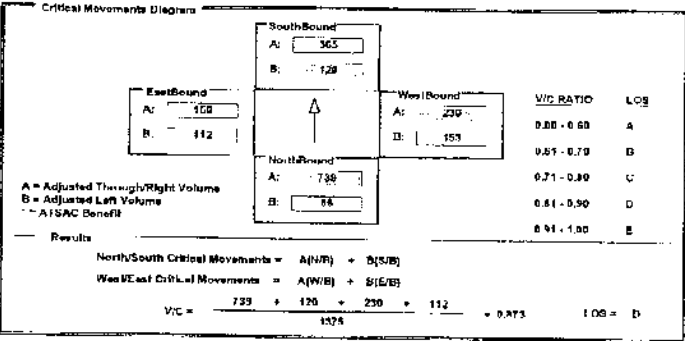 Critical Movements Diagram
SouthBound
A: 365
B: 120
EastBound
A:
B: 112
WestBound
A: 230
B: 153
V/C RATIO LOS
0.00 - 0.60 A
0.61 - 0.70 B
0.71 - 0.80 C
0.81 - 0.90 D
0.91 - 1.00 E
NorthBound
A: 739
B:
A = Adjusted Through/Right Volume
B = Adjusted Left Volume
* = ATSAC Benefit
Results
North/South Critical Movements = A(N/B) + B(S/B)
West/East Critical Movements = A(W/B) + B(E/B)
V/C = 739 + 120 + 230 + 112
1375
= 0.873 LOS = D